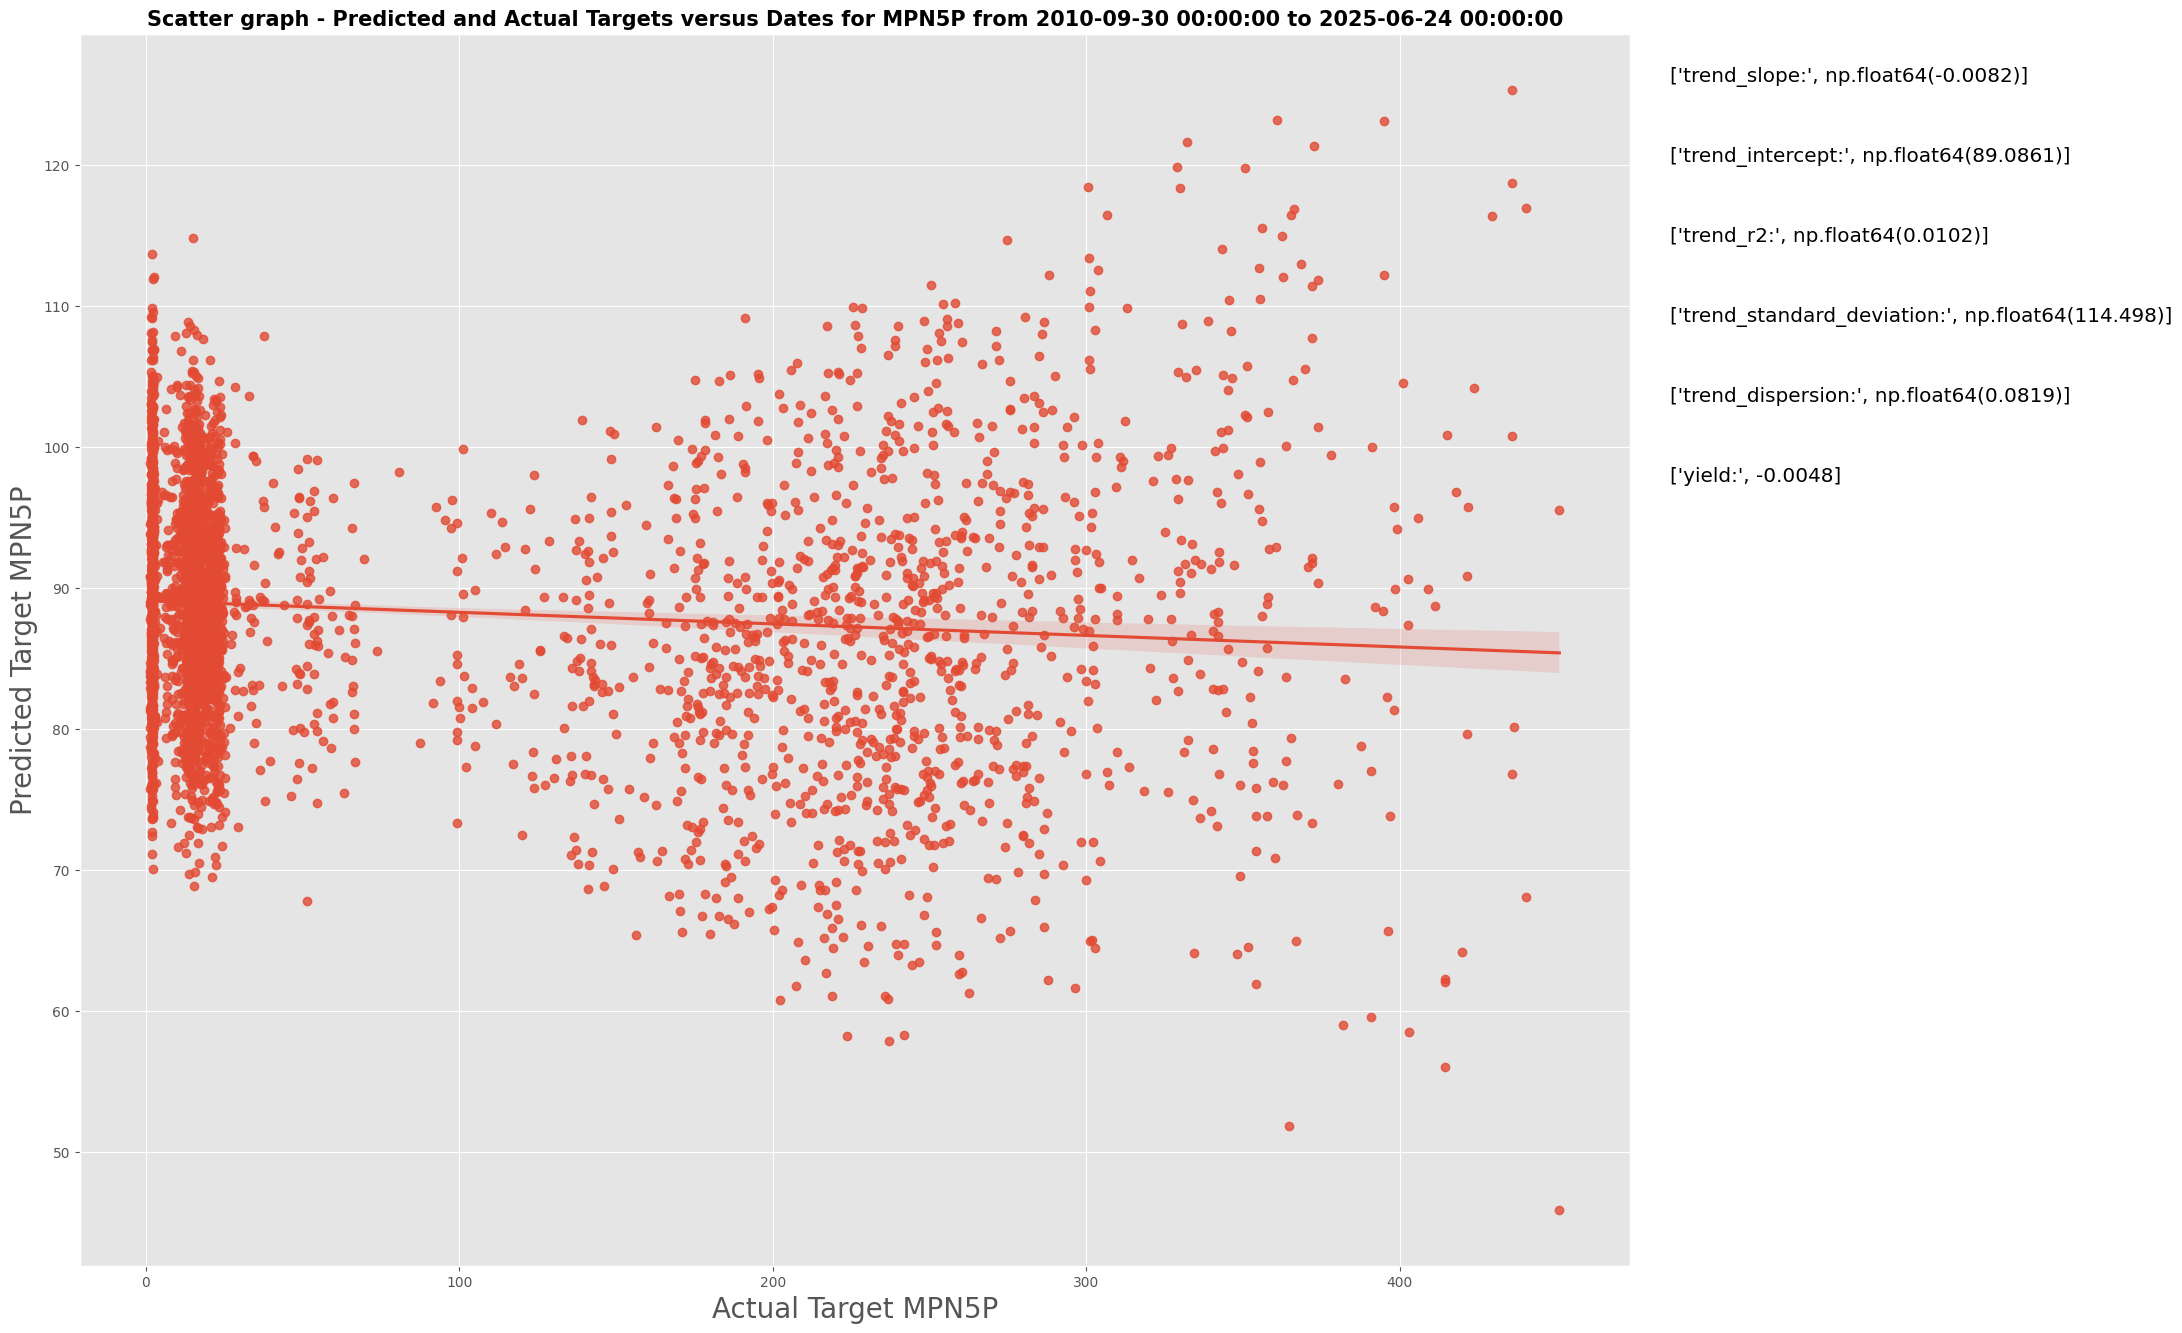 Scatter graph - Predicted and Actual Targets versus Dates for MPN5P from 2010-09-30 00:00:00 to 2025-06-24 00:00:00
['trend_slope:', np.float64(-0.0082)]
['trend_intercept:', np.float64(89.0861)]
['trend_r2:', np.float64(0.0102)]
['trend_standard_deviation:', np.float64(114.498)]
['trend_dispersion:', np.float64(0.0819)]
['yield:', -0.0048]
Predicted Target MPN5P
120
110
100
90
80
70
60
50
0 100 200 300 400
Actual Target MPN5P